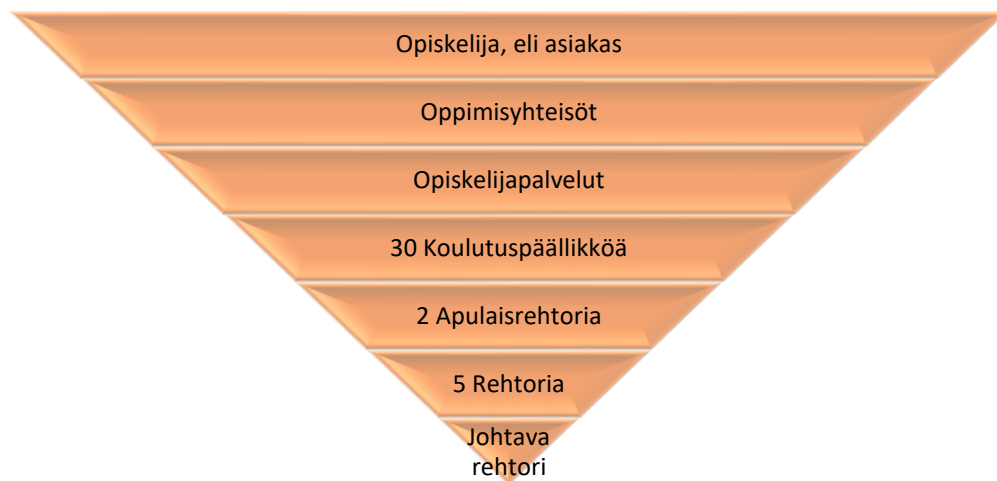 Opiskelija, eli asiakas
Oppimisyhteisöt
Opiskelijapalvelut
30 Koulutuspäällikköä
2 Apulaisrehtoria
5 Rehtoria
Johtava
rehtori